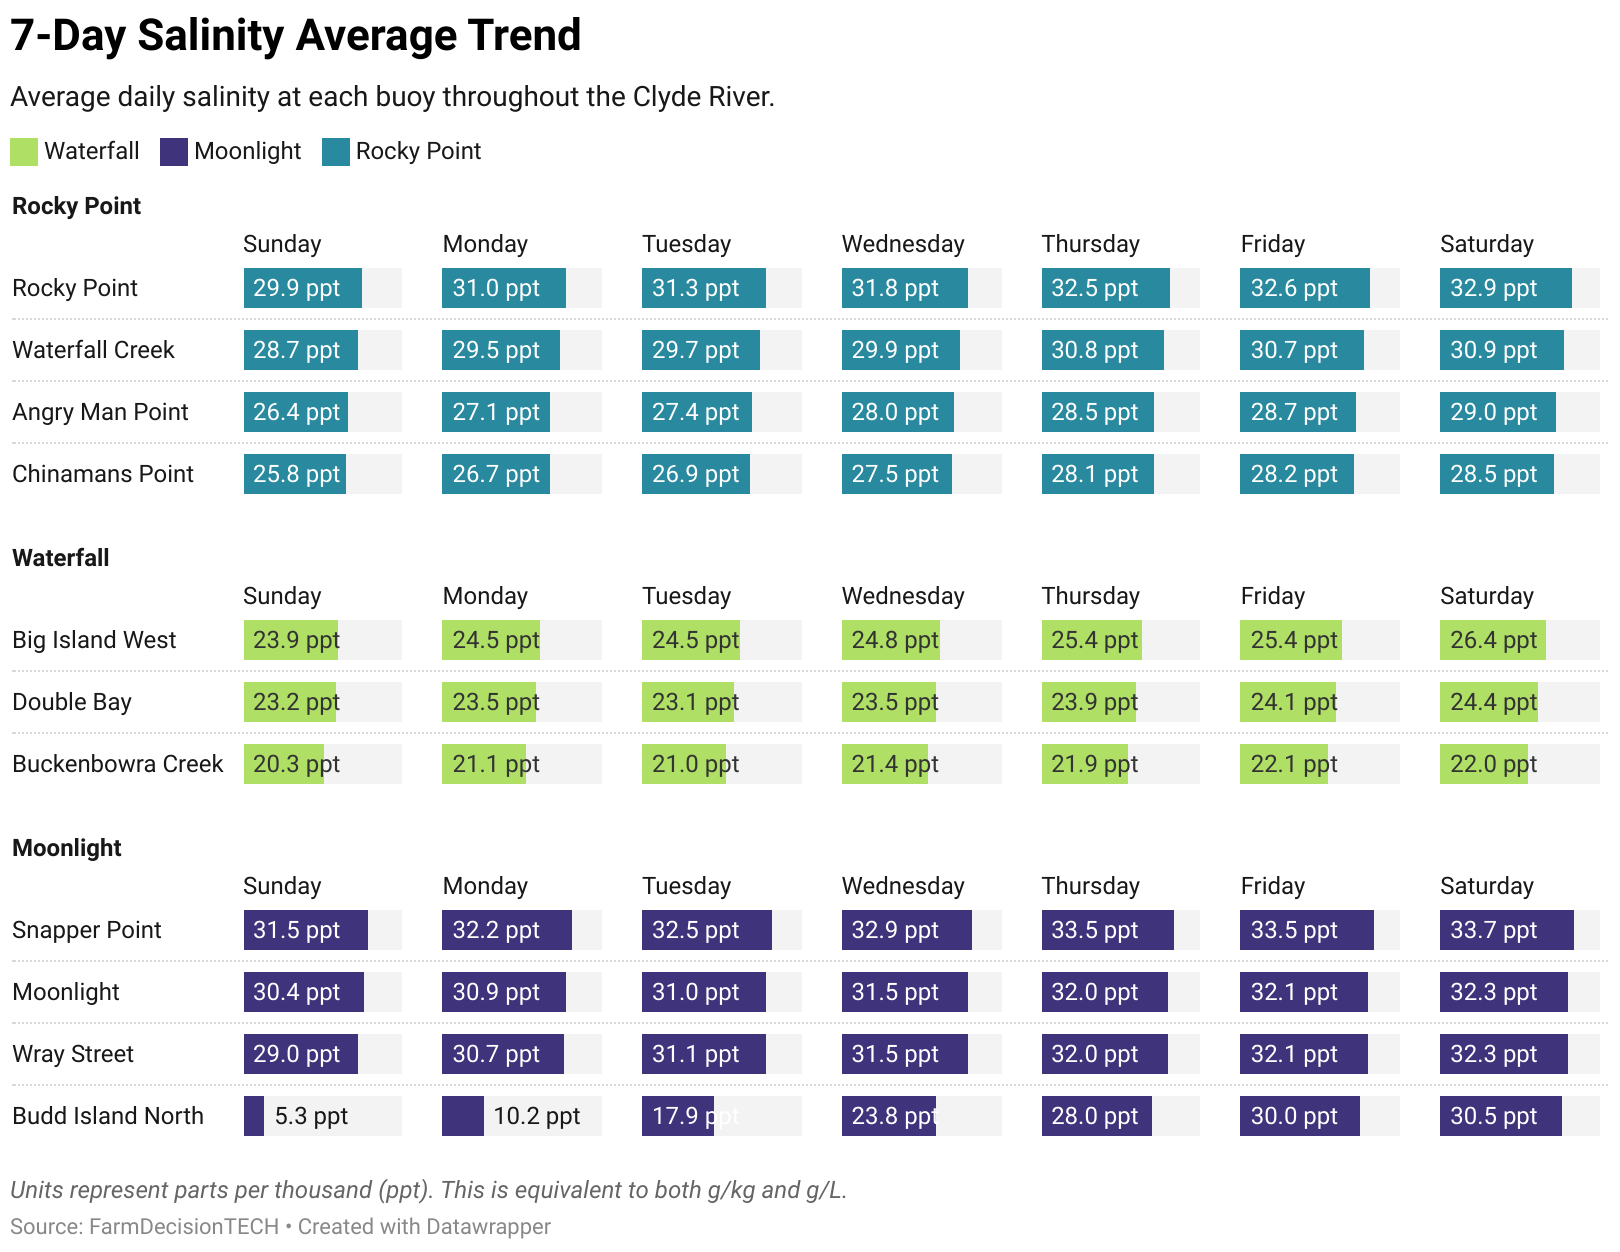 7-Day Salinity Average Trend
Average daily salinity at each buoy throughout the Clyde River.
Waterfall Moonlight Rocky Point
Rocky Point
Sunday Monday Tuesday Wednesday Thursday Friday Saturday
Rocky Point 29.9 ppt 31.0 ppt 31.3 ppt 31.8 ppt 32.5 ppt 32.6 ppt 32.9 ppt
Waterfall Creek 28.7 ppt 29.5 ppt 29.7 ppt 29.9 ppt 30.8 ppt 30.7 ppt 30.9 ppt
Angry Man Point 26.4 ppt 27.1 ppt 27.4 ppt 28.0 ppt 28.5 ppt 28.7 ppt 29.0 ppt
Chinamans Point 25.8 ppt 26.7 ppt 26.9 ppt 27.5 ppt 28.1 ppt 28.2 ppt 28.5 ppt
Waterfall
Sunday Monday Tuesday Wednesday Thursday Friday Saturday
Big Island West 23.9 ppt 24.5 ppt 24.5 ppt 24.8 ppt 25.4 ppt 25.4 ppt 26.4 ppt
Double Bay 23.2 ppt 23.5 ppt 23.1 ppt 23.5 ppt 23.9 ppt 24.1 ppt 24.4 ppt
Buckenbowra Creek 20.3 ppt 21.1 ppt 21.0 ppt 21.4 ppt 21.9 ppt 22.1 ppt 22.0 ppt
Moonlight
Sunday Monday Tuesday Wednesday Thursday Friday Saturday
Snapper Point 31.5 ppt 32.2 ppt 32.5 ppt 32.9 ppt 33.5 ppt 33.5 ppt 33.7 ppt
Moonlight 30.4 ppt 30.9 ppt 31.0 ppt 31.5 ppt 32.0 ppt 32.1 ppt 32.3 ppt
Wray Street 29.0 ppt 30.7 ppt 31.1 ppt 31.5 ppt 32.0 ppt 32.1 ppt 32.3 ppt
Budd Island North 5.3 ppt 10.2 ppt 17.9 ppt 23.8 ppt 28.0 ppt 30.0 ppt 30.5 ppt
Units represent parts per thousand (ppt). This is equivalent to both g/kg and g/L.
Source: FarmDecisionTECH • Created with Datawrapper